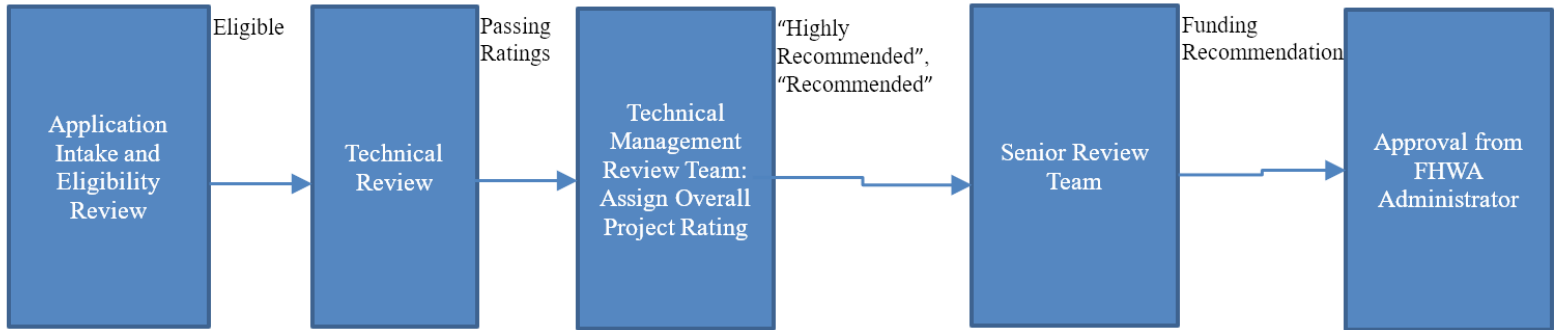 Application
Intake and
Eligibility
Review
Eligible
Technical
Review
Passing
Ratings
Technical
Management
Review Team:
Assign Overall
Project Rating
“Highly
Recommended”,
“Recommended”
Senior Review
Team
Funding
Recommendation
Approval from
FHWA
Administrator